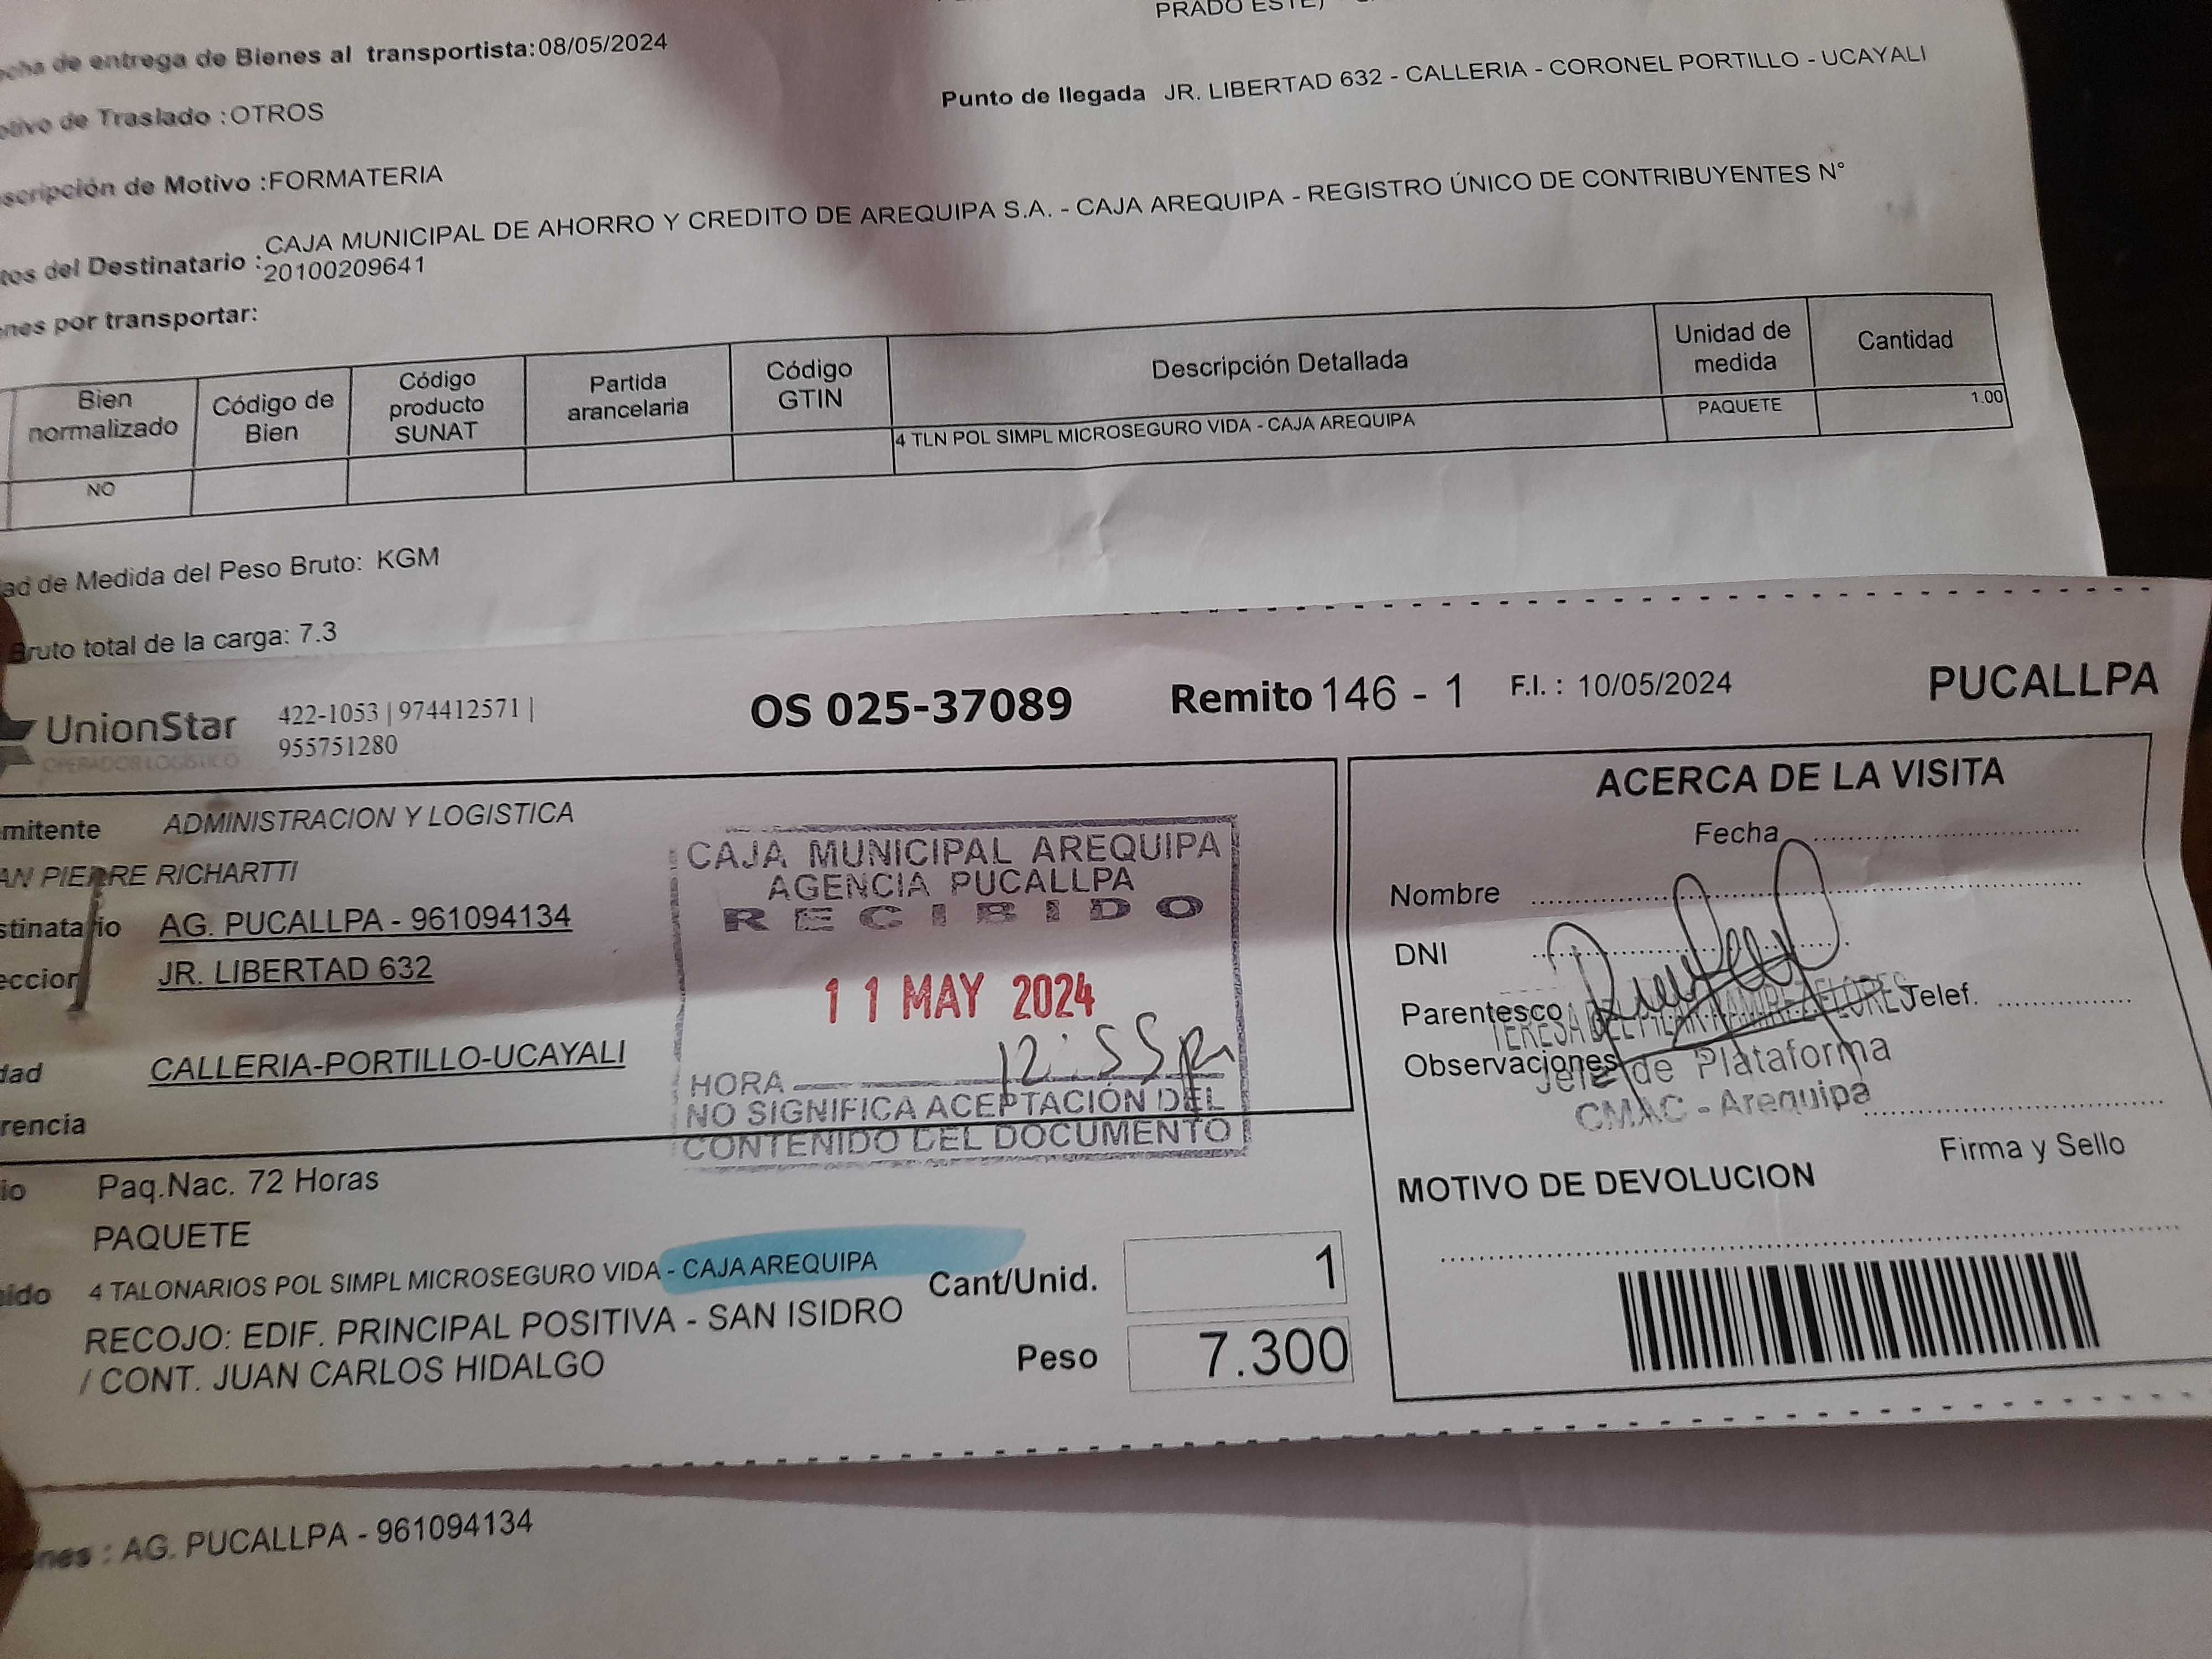 PRADO ESTE)
cha de entrega de Bienes al transportista:08/05/2024
Punto de llegada JR. LIBERTAD 632 - CALLERIA - CORONEL PORTILLO - UCAYALI
otivo de Traslado :OTROS
scripción de Motivo :FORMATERIA
tos del Destinatario :CAJA MUNICIPAL DE AHORRO Y CREDITO DE AREQUIPA S.A. - CAJA AREQUIPA - REGISTRO ÚNICO DE CONTRIBUYENTES N°
20100209641
nes por transportar:
Bien normalizado Código de Bien Código producto SUNAT Partida arancelaria Código GTIN Descripción Detallada Unidad de medida Cantidad
NO 4 TLN POL SIMPL MICROSEGURO VIDA - CAJA AREQUIPA PAQUETE 1.00
ad de Medida del Peso Bruto: KGM
Bruto total de la carga: 7.3
UnionStar
OPERADOR LOGISTICO
422-1053 | 974412571 |
955751280
OS 025-37089 Remito 146 - 1 F.I. : 10/05/2024 PUCALLPA
mitente ADMINISTRACION Y LOGISTICA
AN PIERRE RICHARTTI
stinatario AG. PUCALLPA - 961094134
eccion JR. LIBERTAD 632
dad CALLERIA-PORTILLO-UCAYALI
rencia
CAJA MUNICIPAL AREQUIPA
AGENCIA PUCALLPA
RECIBIDO
11 MAY 2024
HORA 12:55p
NO SIGNIFICA ACEPTACIÓN DEL
CONTENIDO DEL DOCUMENTO
io Paq.Nac. 72 Horas
PAQUETE
ido 4 TALONARIOS POL SIMPL MICROSEGURO VIDA - CAJA AREQUIPA
RECOJO: EDIF. PRINCIPAL POSITIVA - SAN ISIDRO
/ CONT. JUAN CARLOS HIDALGO
Cant/Unid. 1
Peso 7.300
ACERCA DE LA VISITA
Fecha
Nombre
DNI
Parentesco Telef.
TERESA DEL PILAR RAMIREZ FLORES
Observaciones
Jefe de Plataforma
CMAC - Arequipa
Firma y Sello
MOTIVO DE DEVOLUCION
nes : AG. PUCALLPA - 961094134